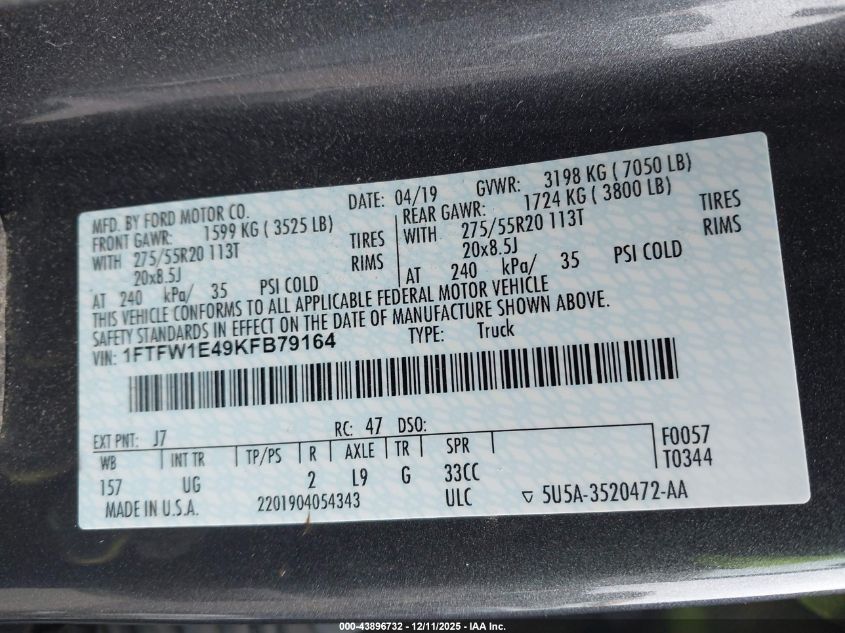 MFD. BY FORD MOTOR CO. DATE: 04/19 GVWR: 3198 KG ( 7050 LB)
FRONT GAWR: 1599 KG ( 3525 LB) REAR GAWR: 1724 KG ( 3800 LB)
WITH 275/55R20 113T TIRES WITH 275/55R20 113T TIRES
20x8.5J RIMS 20x8.5J RIMS
AT 240 kPa/ 35 PSI COLD AT 240 kPa/ 35 PSI COLD
THIS VEHICLE CONFORMS TO ALL APPLICABLE FEDERAL MOTOR VEHICLE
SAFETY STANDARDS IN EFFECT ON THE DATE OF MANUFACTURE SHOWN ABOVE.
VIN: 1FTFW1E49KFB79164 TYPE: Truck
EXT PNT: J7 RC: 47 DSO: F0057
WB INT TR TP/PS R AXLE TR SPR T0344
157 UG 2 L9 G 33CC
MADE IN U.S.A. 2201904054343 ULC ▽ 5U5A-3520472-AA
000-43896732 - 12/11/2025 - IAA Inc.